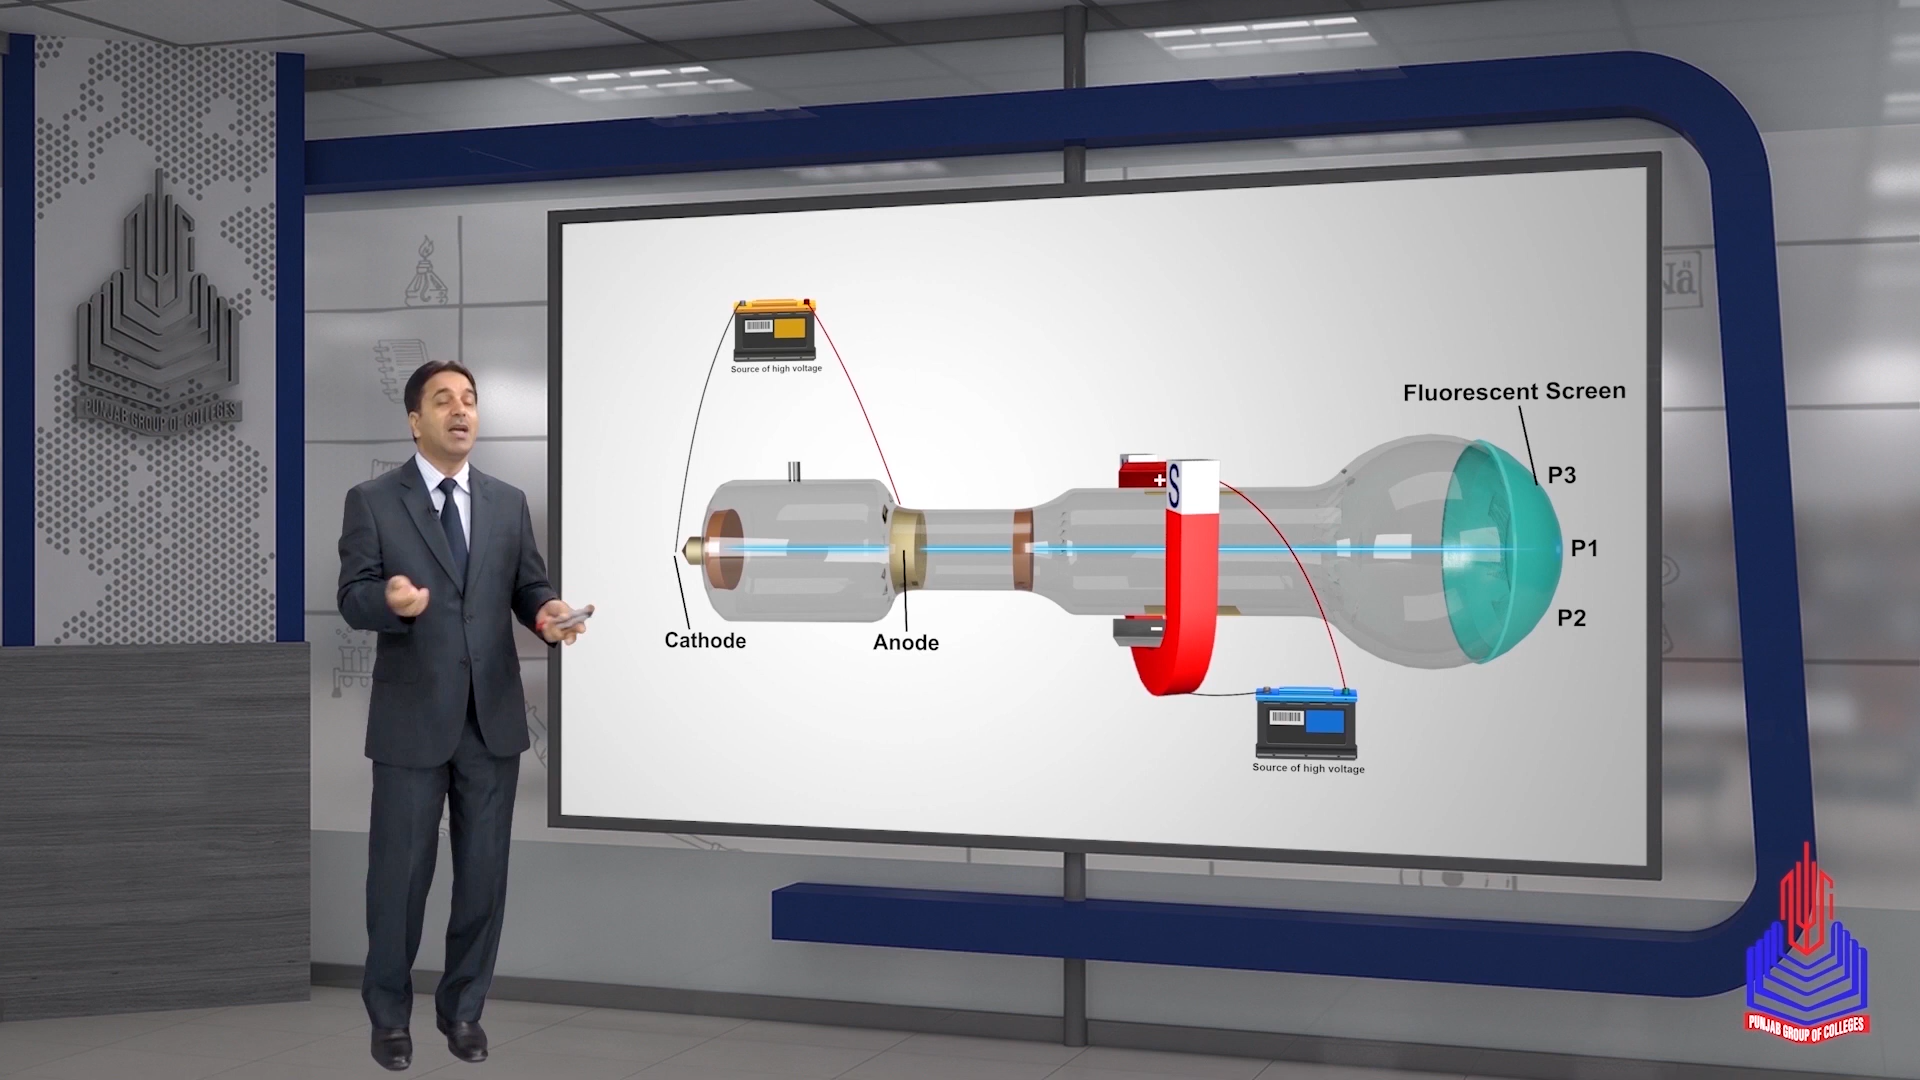 PUNJAB GROUP OF COLLEGES
Source of high voltage
Fluorescent Screen
P3
+
S
P1
-
P2
Cathode
Anode
Source of high voltage
PUNJAB GROUP OF COLLEGES